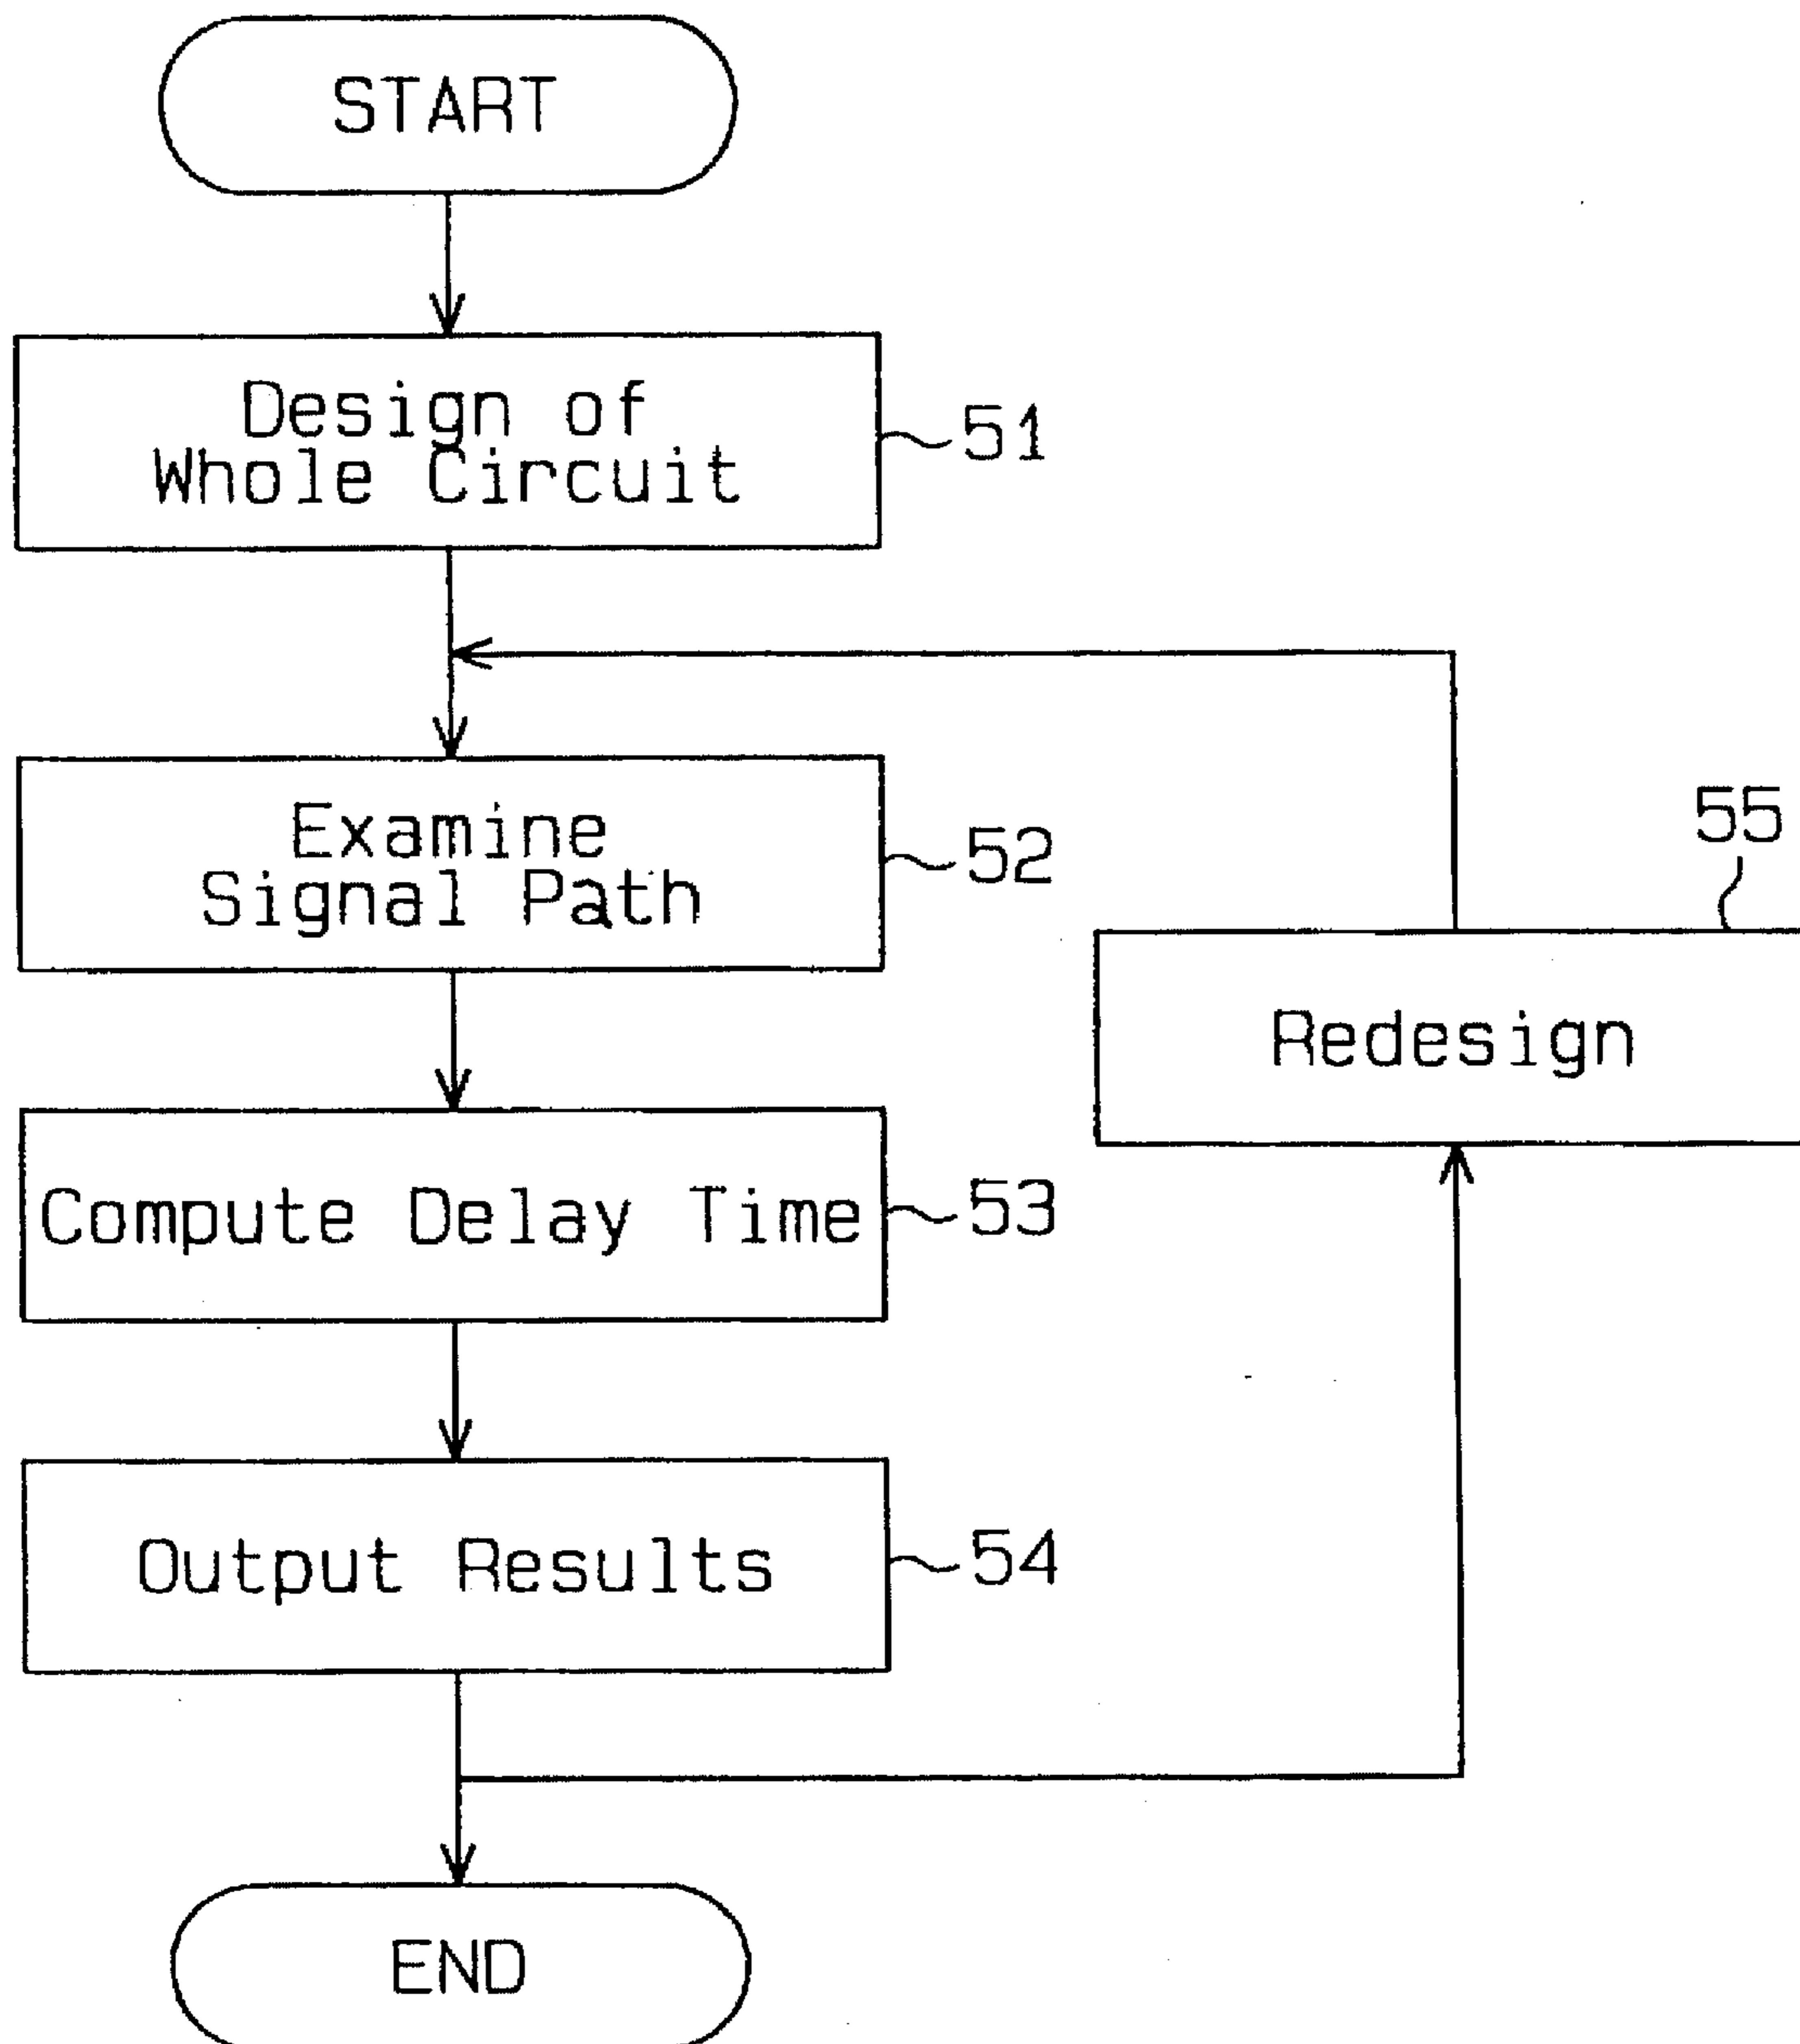 START
Design of
Whole Circuit
51
Examine
Signal Path
52
55
Redesign
Compute Delay Time
53
Output Results
54
END